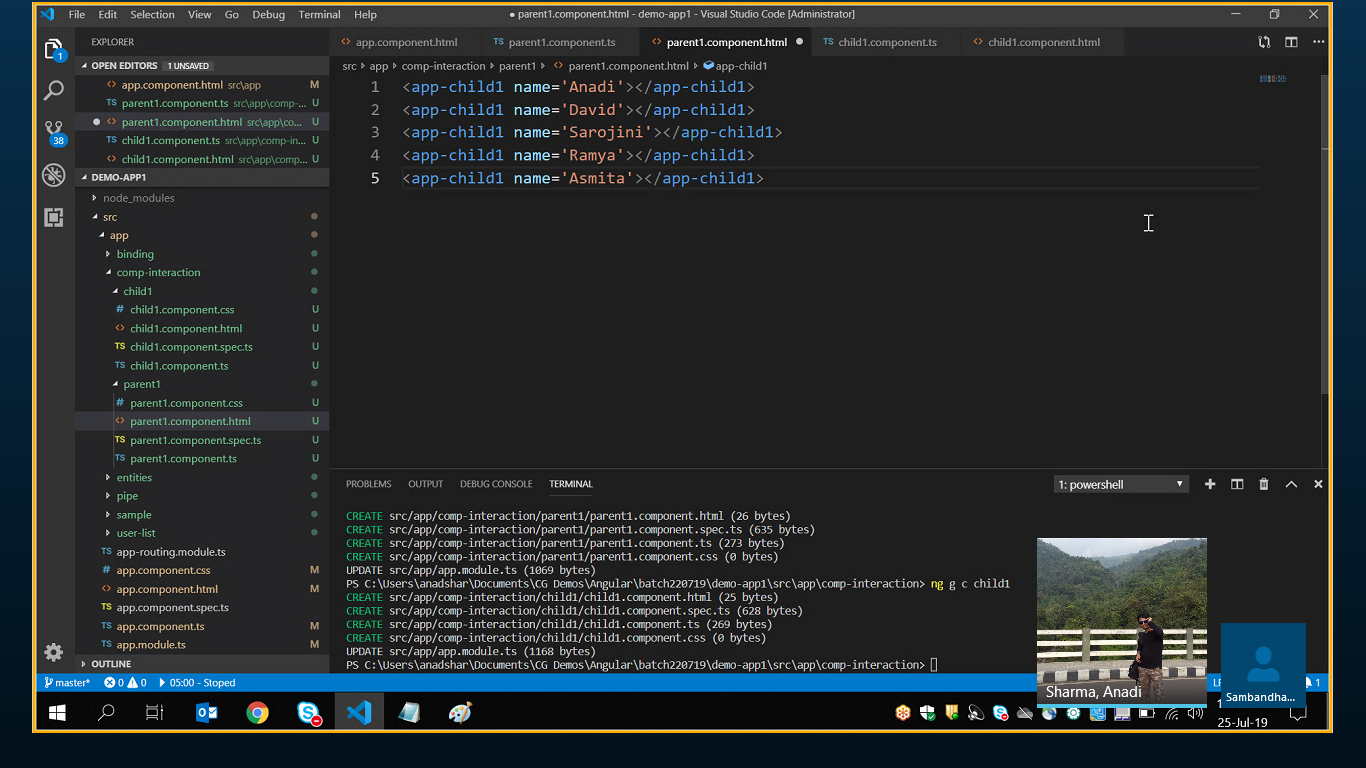 File Edit Selection View Go Debug Terminal Help
● parent1.component.html - demo-app1 - Visual Studio Code [Administrator]
EXPLORER
OPEN EDITORS 1 UNSAVED
app.component.html src\app M
TS parent1.component.ts src\app\comp-... U
parent1.component.html src\app\co... U
TS child1.component.ts src\app\comp-in... U
child1.component.html src\app\comp... U
DEMO-APP1
node_modules
src
app
binding
comp-interaction
child1
# child1.component.css U
child1.component.html U
TS child1.component.spec.ts U
TS child1.component.ts U
parent1
# parent1.component.css U
parent1.component.html U
TS parent1.component.spec.ts U
TS parent1.component.ts U
entities
pipe
sample
user-list
TS app-routing.module.ts
# app.component.css M
app.component.html M
TS app.component.spec.ts
TS app.component.ts M
TS app.module.ts M
OUTLINE
1
38
app.component.html TS parent1.component.ts parent1.component.html TS child1.component.ts child1.component.html
src app comp-interaction parent1 parent1.component.html app-child1
1 <app-child1 name='Anadi'></app-child1>
2 <app-child1 name='David'></app-child1>
3 <app-child1 name='Sarojini'></app-child1>
4 <app-child1 name='Ramya'></app-child1>
5 <app-child1 name='Asmita'></app-child1>
PROBLEMS OUTPUT DEBUG CONSOLE TERMINAL 1: powershell
CREATE src/app/comp-interaction/parent1/parent1.component.html (26 bytes)
CREATE src/app/comp-interaction/parent1/parent1.component.spec.ts (635 bytes)
CREATE src/app/comp-interaction/parent1/parent1.component.ts (273 bytes)
CREATE src/app/comp-interaction/parent1/parent1.component.css (0 bytes)
UPDATE src/app/app.module.ts (1069 bytes)
PS C:\Users\anadshar\Documents\CG Demos\Angular\batch220719\demo-app1\src\app\comp-interaction> ng g c child1
CREATE src/app/comp-interaction/child1/child1.component.html (25 bytes)
CREATE src/app/comp-interaction/child1/child1.component.spec.ts (628 bytes)
CREATE src/app/comp-interaction/child1/child1.component.ts (269 bytes)
CREATE src/app/comp-interaction/child1/child1.component.css (0 bytes)
UPDATE src/app/app.module.ts (1168 bytes)
PS C:\Users\anadshar\Documents\CG Demos\Angular\batch220719\demo-app1\src\app\comp-interaction>
master* 0 0 05:00 - Stoped 1
Sharma, Anadi
Sambandha...
25-Jul-19